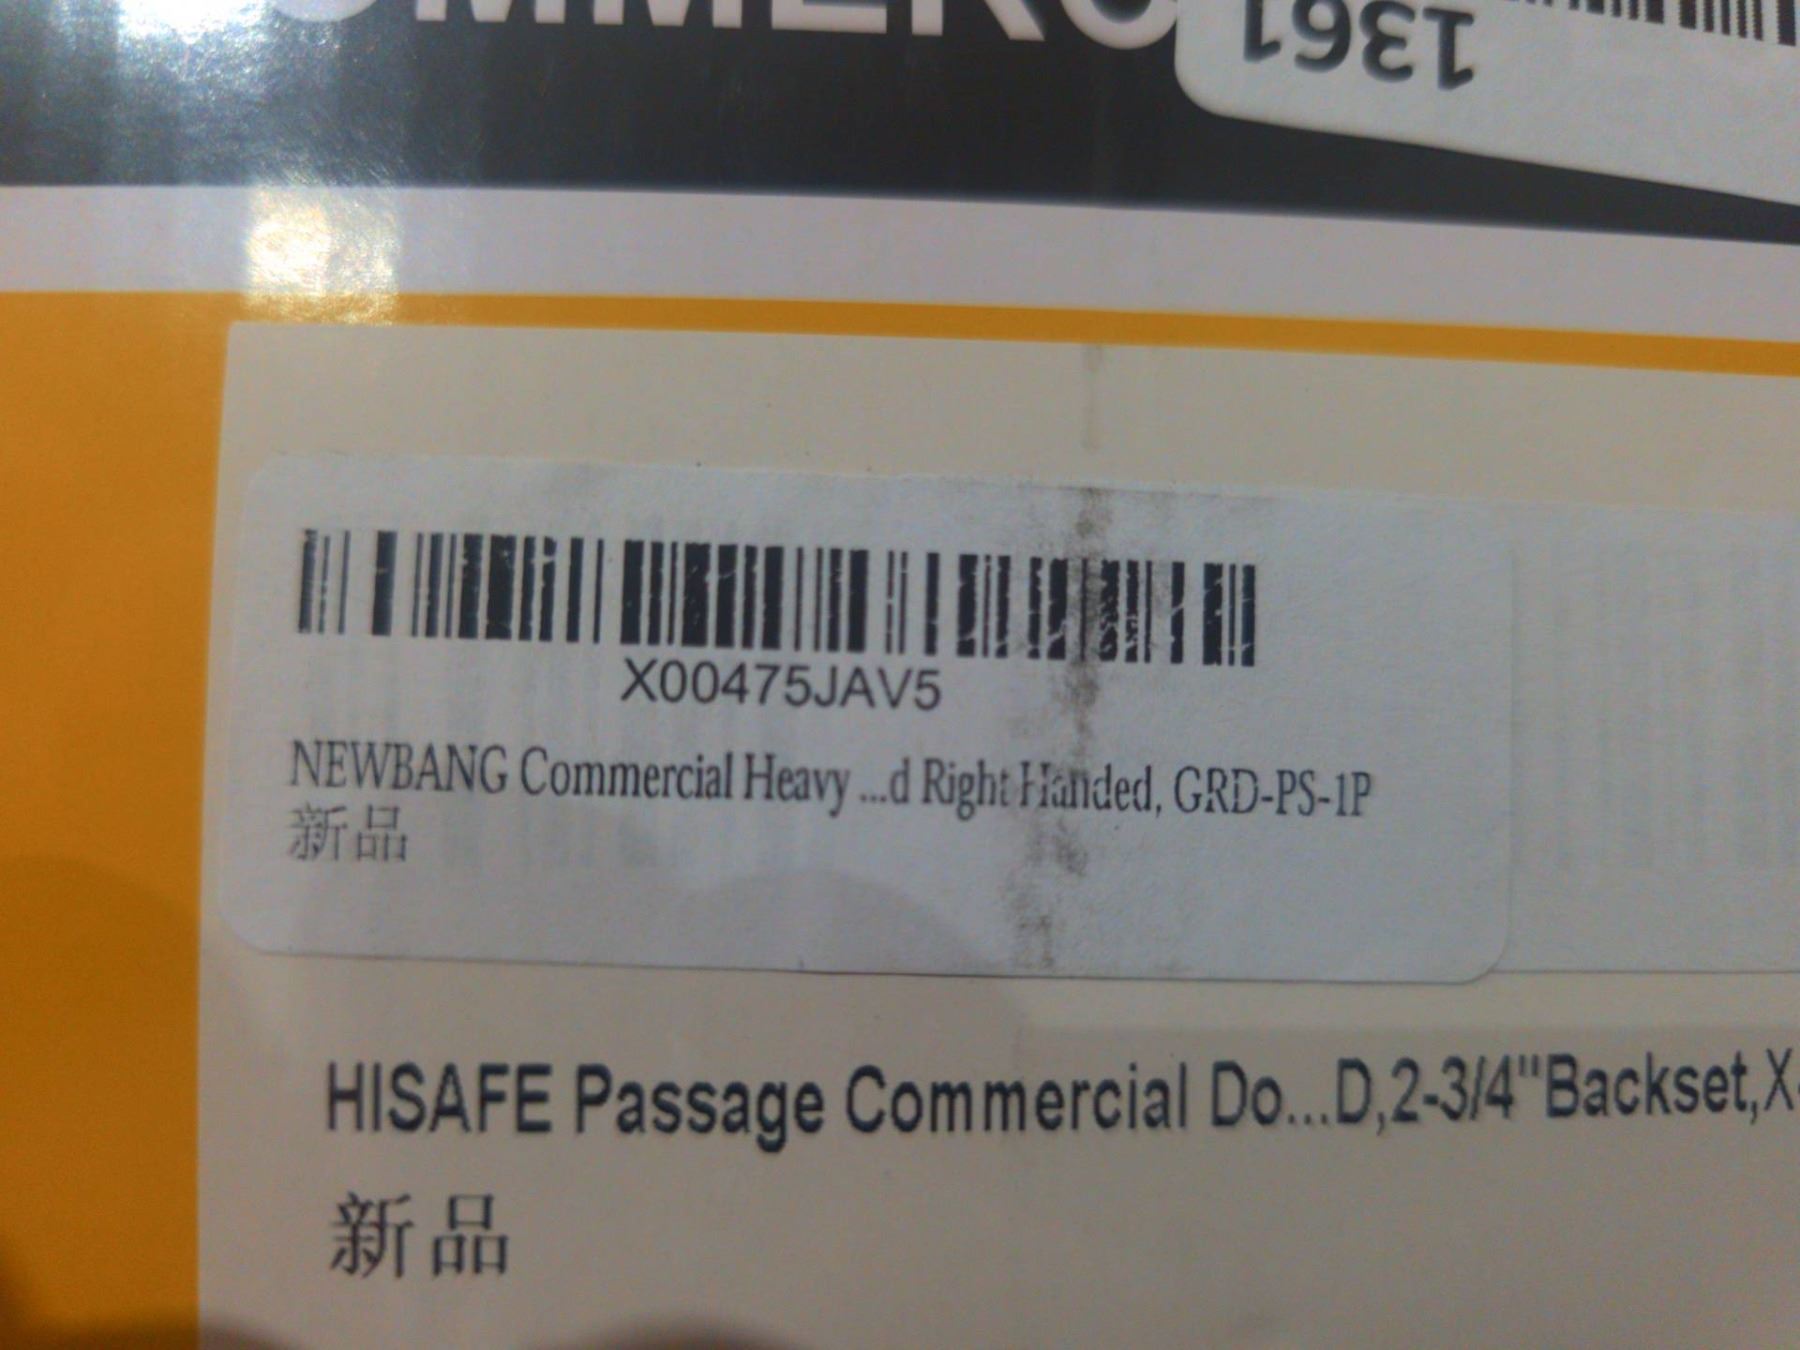 COMMERC
1361
X00475JAV5
NEWBANG Commercial Heavy ...d Right Handed, GRD-PS-1P
新品
HISAFE Passage Commercial Do...D,2-3/4"Backset,X
新品